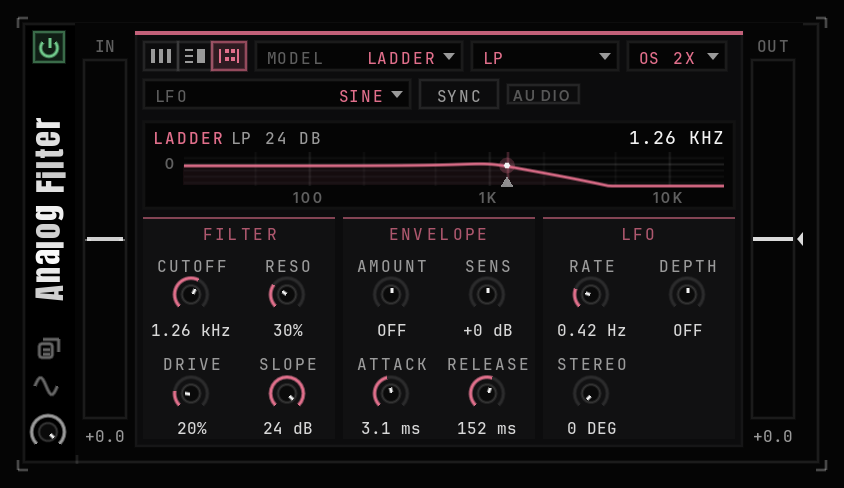 IN
MODEL LADDER LP OS 2X
OUT
LFO SINE SYNC AUDIO
LADDER LP 24 DB 1.26 KHZ
0
100 1K 10K
Analog Filter
FILTER ENVELOPE LFO
CUTOFF RESO AMOUNT SENS RATE DEPTH
1.26 kHz 30% OFF +0 dB 0.42 Hz OFF
DRIVE SLOPE ATTACK RELEASE STEREO
20% 24 dB 3.1 ms 152 ms 0 DEG
+0.0 +0.0